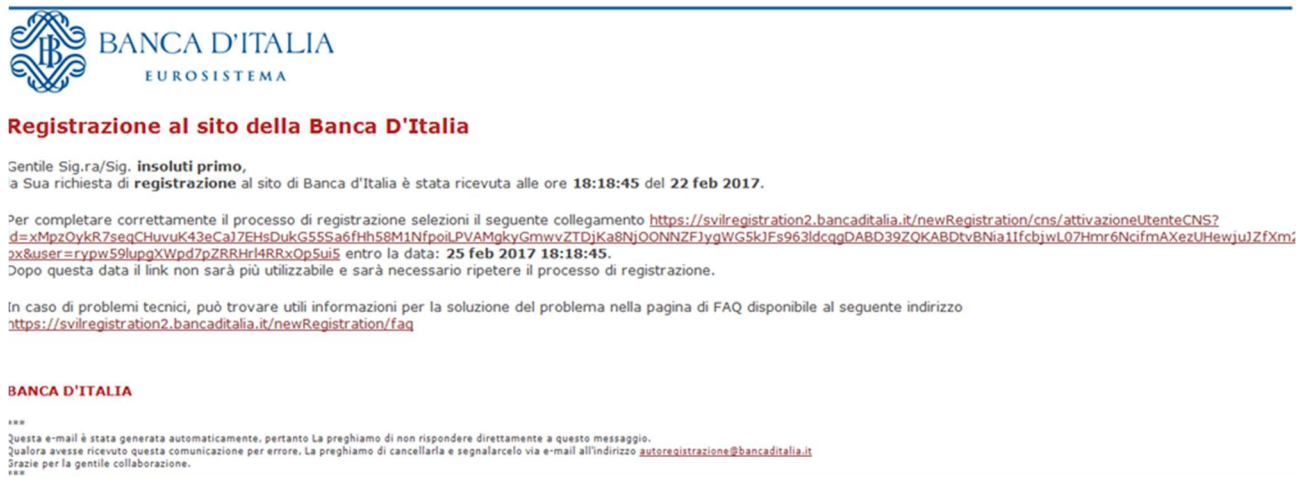 BANCA D'ITALIA
EUROSISTEMA
Registrazione al sito della Banca D'Italia
Gentile Sig.ra/Sig. insoluti primo,
la Sua richiesta di registrazione al sito di Banca d'Italia è stata ricevuta alle ore 18:18:45 del 22 feb 2017.
Per completare correttamente il processo di registrazione selezioni il seguente collegamento https://svilregistration2.bancaditalia.it/newRegistration/cns/attivazioneUtenteCNS?
id=xMpzOykR7seqCHuvuK43eCaJ7EHsDukG55Sa6fHh58M1NfpoiLPVAMgkyGmwvZTDjKa8NjOONNZFJygWG5kJFs963ldcqgDABD39ZQKABDtvBNia1IfcbjwL07Hmr6NcifmAXezUHewjuJZfXm2
ox&user=rypw59lupgXWpd7pZRRHrl4RRxOp5ui5 entro la data: 25 feb 2017 18:18:45.
Dopo questa data il link non sarà più utilizzabile e sarà necessario ripetere il processo di registrazione.
In caso di problemi tecnici, può trovare utili informazioni per la soluzione del problema nella pagina di FAQ disponibile al seguente indirizzo
https://svilregistration2.bancaditalia.it/newRegistration/faq
BANCA D'ITALIA
***
Questa e-mail è stata generata automaticamente, pertanto La preghiamo di non rispondere direttamente a questo messaggio.
Qualora avesse ricevuto questa comunicazione per errore, La preghiamo di cancellarla e segnalarcelo via e-mail all'indirizzo autoregistrazione@bancaditalia.it
Grazie per la gentile collaborazione.
***